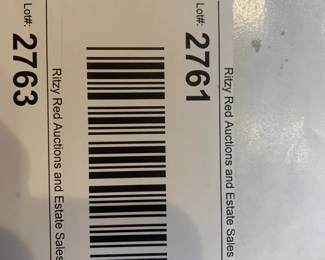 Ritzy Red Auctions and Estate Sales
Lot#: 2761
Ritzy Red Auctions and Estate Sales
Lot#: 2763